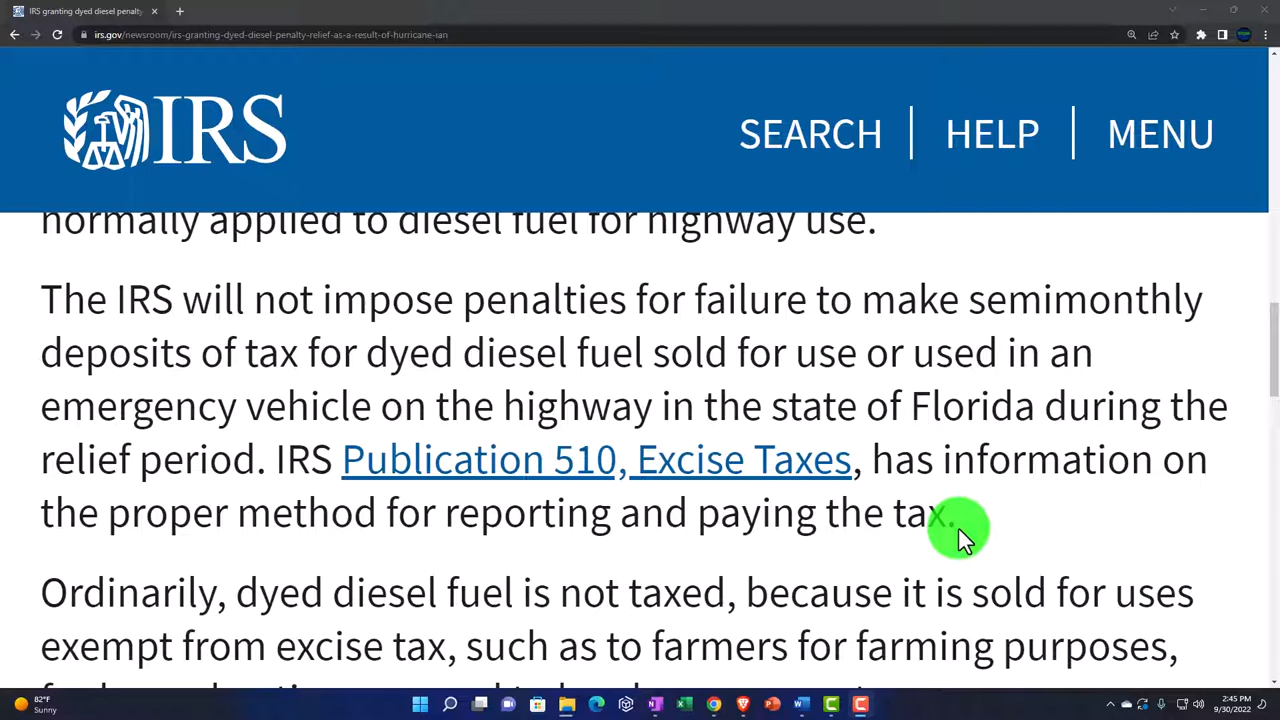 IRS granting dyed diesel penalty
irs.gov/newsroom/irs-granting-dyed-diesel-penalty-relief-as-a-result-of-hurricane-ian
IRS
SEARCH
HELP
MENU
normally applied to diesel fuel for highway use.
The IRS will not impose penalties for failure to make semimonthly
deposits of tax for dyed diesel fuel sold for use or used in an
emergency vehicle on the highway in the state of Florida during the
relief period. IRS Publication 510, Excise Taxes, has information on
the proper method for reporting and paying the tax.
Ordinarily, dyed diesel fuel is not taxed, because it is sold for uses
exempt from excise tax, such as to farmers for farming purposes,
82°F
Sunny
2:45 PM
9/30/2022